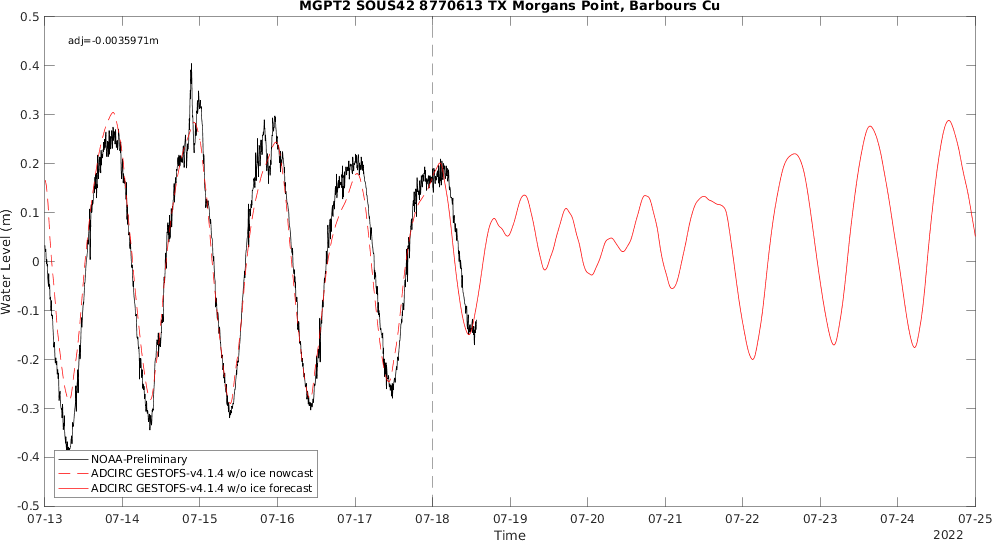 MGPT2 SOUS42 8770613 TX Morgans Point, Barbours Cu
adj=-0.0035971m
0.5
0.4
0.3
0.2
0.1
0
-0.1
-0.2
-0.3
-0.4
-0.5
Water Level (m)
NOAA-Preliminary
ADCIRC GESTOFS-v4.1.4 w/o ice nowcast
ADCIRC GESTOFS-v4.1.4 w/o ice forecast
07-13 07-14 07-15 07-16 07-17 07-18 07-19 07-20 07-21 07-22 07-23 07-24 07-25
Time
2022